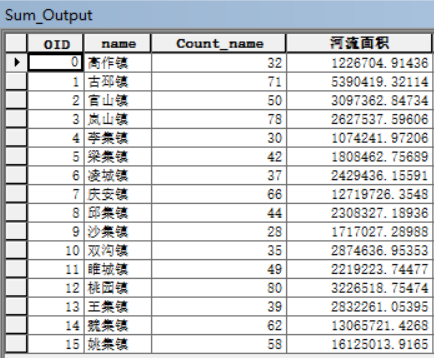 Sum_Output
OID name Count_name 河流面积
0 高作镇 32 1226704.91436
1 古邳镇 71 5390419.32114
2 官山镇 50 3097362.84734
3 岚山镇 78 2627537.59606
4 李集镇 30 1074241.97206
5 梁集镇 42 1808462.75689
6 凌城镇 37 2429436.15591
7 庆安镇 66 12719726.3548
8 邱集镇 44 2308327.18936
9 沙集镇 28 1717027.28988
10 双沟镇 35 2874636.95353
11 睢城镇 49 2219223.74477
12 桃园镇 80 3226518.75474
13 王集镇 39 2832261.05395
14 魏集镇 62 13065721.4268
15 姚集镇 58 16125013.9165